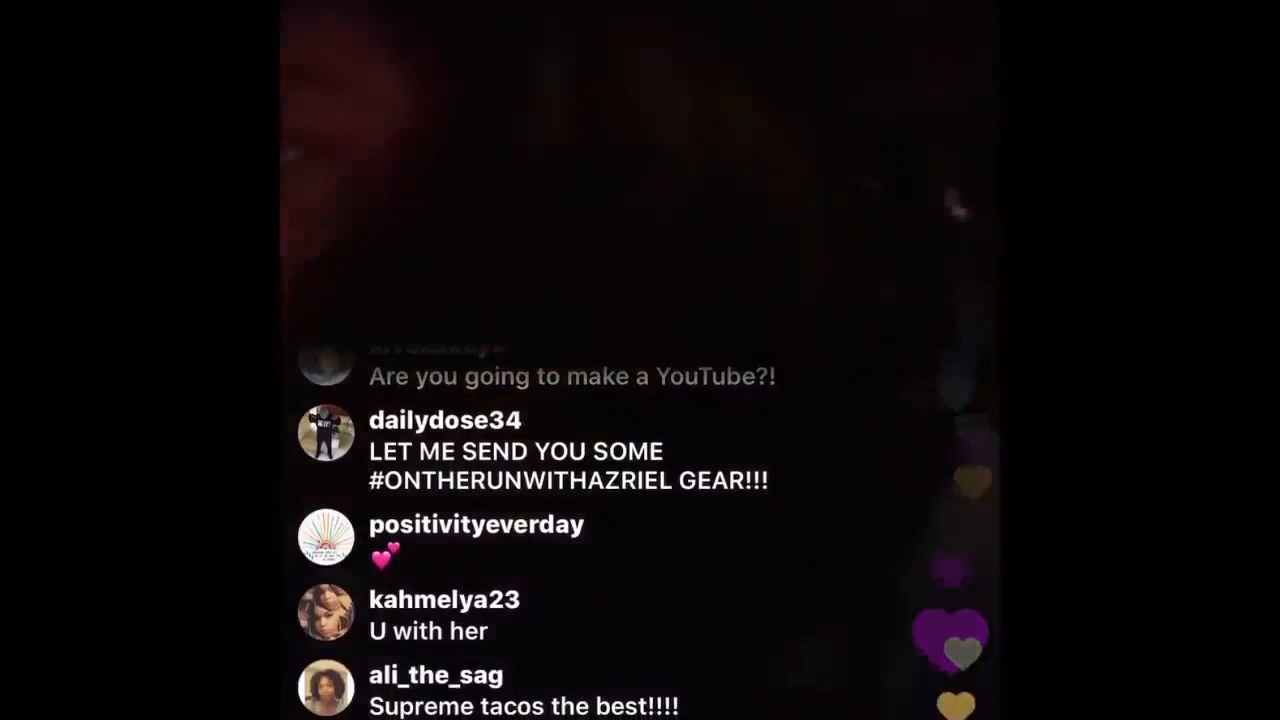 Are you going to make a YouTube?!
dailydose34
LET ME SEND YOU SOME
#ONTHERUNWITHAZRIEL GEAR!!!
positivityeverday
💕
kahmelya23
U with her
ali_the_sag
Supreme tacos the best!!!!